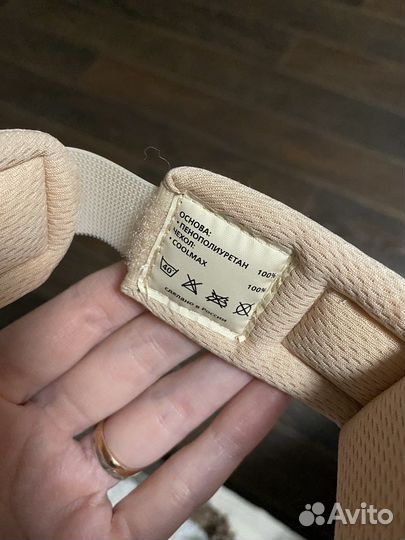 ОСНОВА:
* ПЕНОПОЛИУРЕТАН 100%
ЧЕХОЛ:
* COOLMAX 100%
40
СДЕЛАНО В РОССИИ
Avito